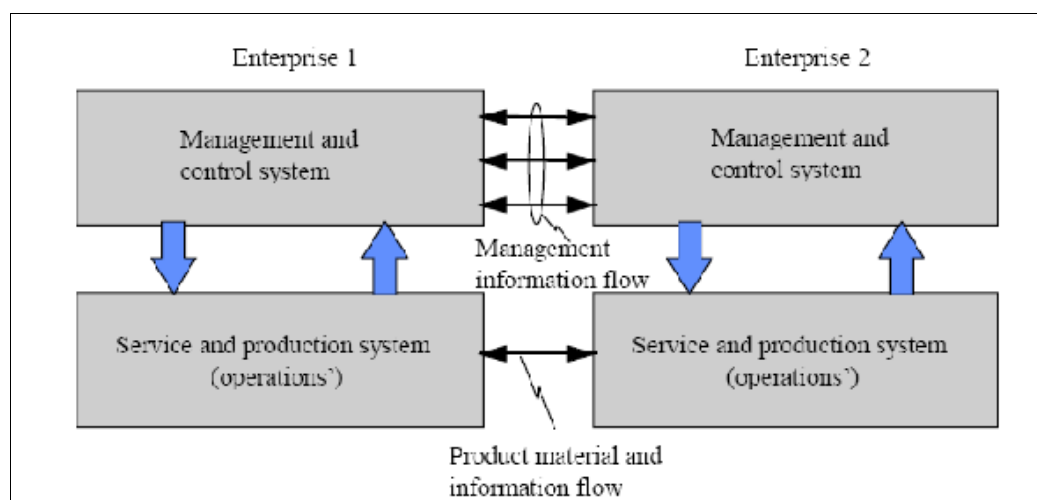 Enterprise 1
Enterprise 2
Management and
control system
Management and
control system
Management
information flow
Service and production system
(operations’)
Service and production system
(operations’)
Product material and
information flow